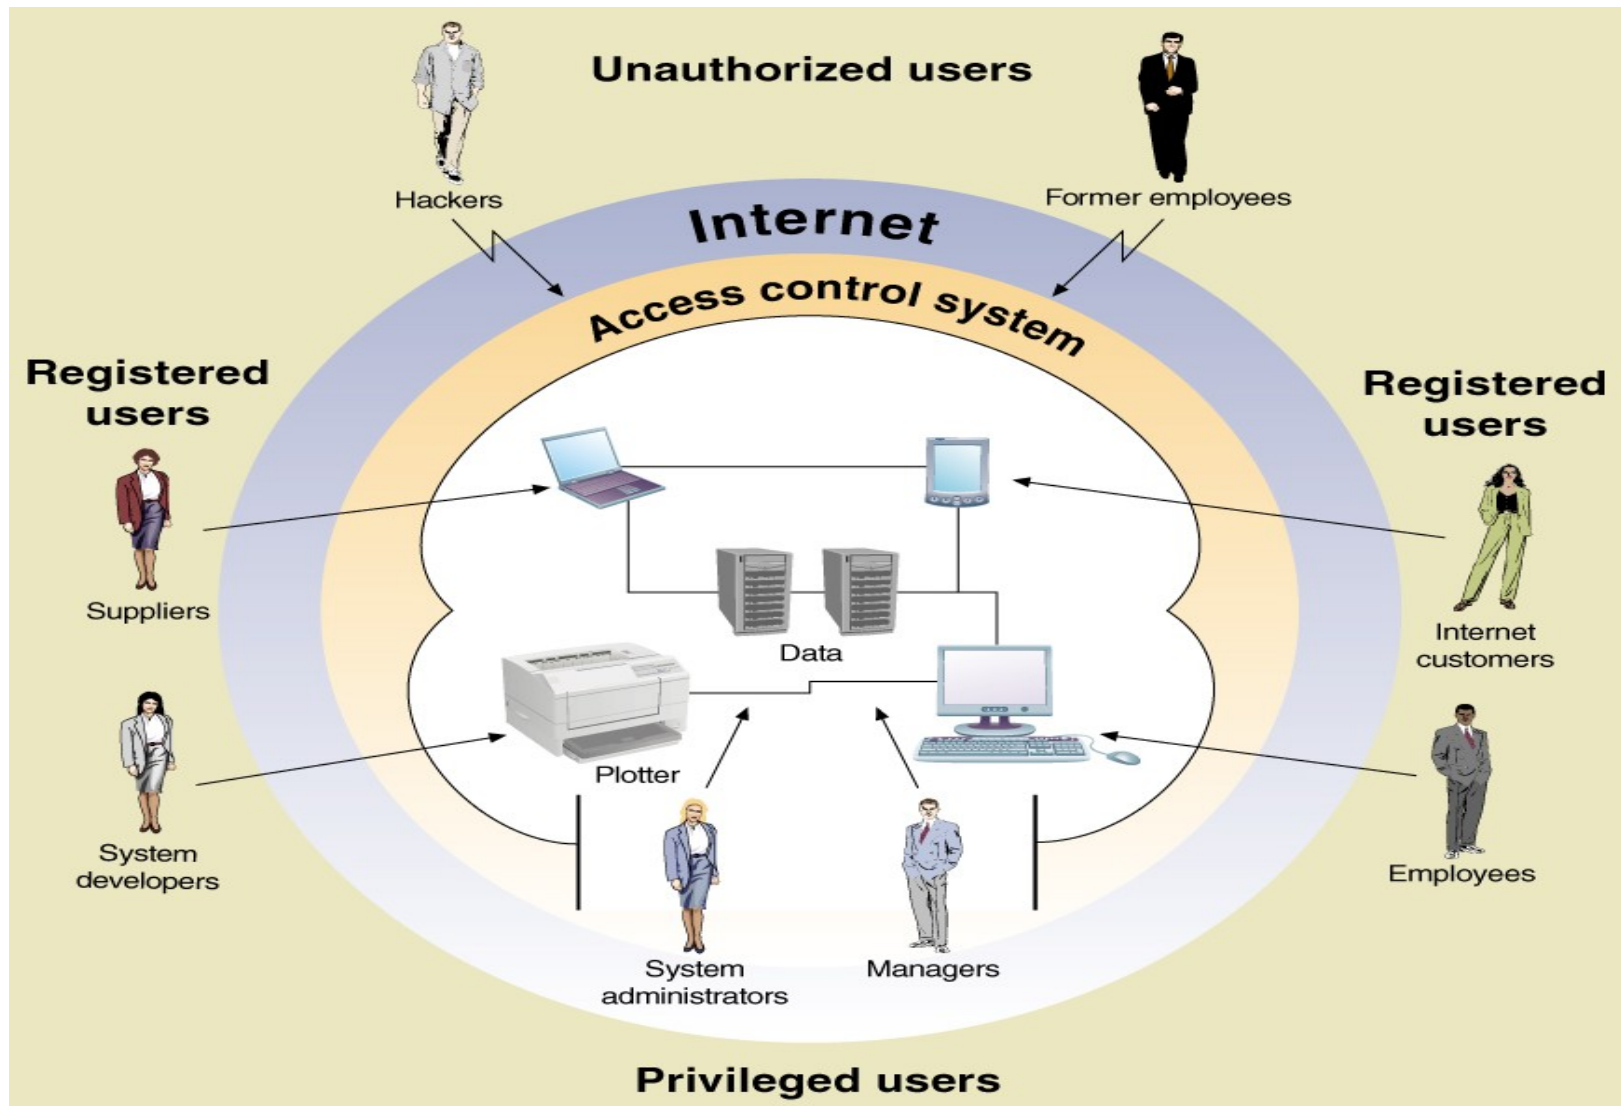 Unauthorized users
Hackers
Former employees
Internet
Access control system
Registered
users
Registered
users
Suppliers
Internet
customers
Data
Plotter
System
developers
Employees
System
administrators
Managers
Privileged users